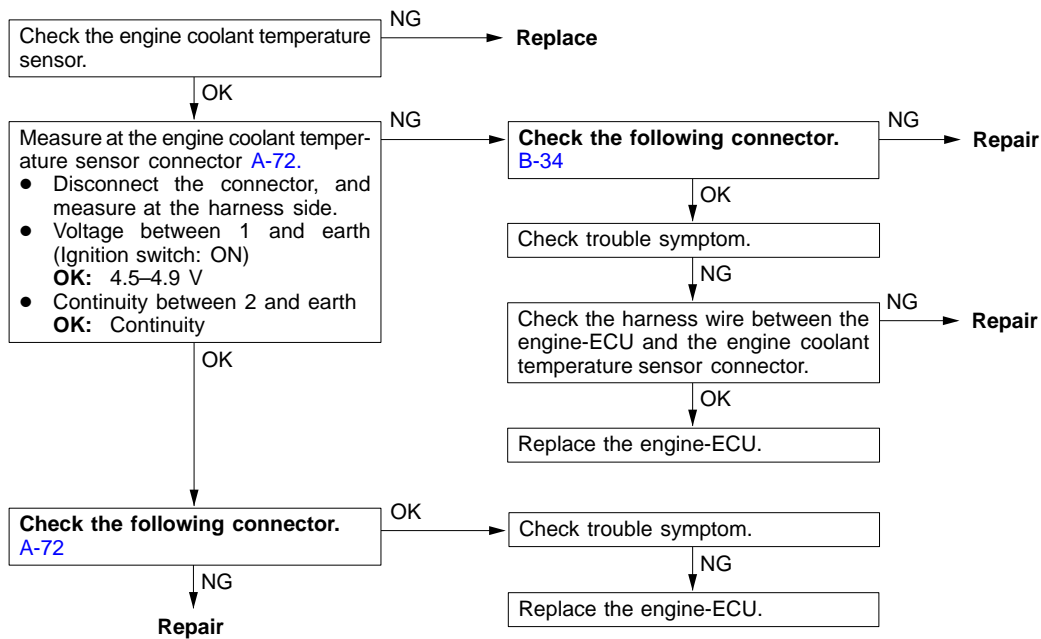 Check the engine coolant temperature
sensor.
NG
Replace
OK
Measure at the engine coolant temper-
ature sensor connector A-72.
● Disconnect the connector, and
measure at the harness side.
● Voltage between 1 and earth
(Ignition switch: ON)
OK: 4.5–4.9 V
● Continuity between 2 and earth
OK: Continuity
NG
Check the following connector.
B-34
NG
Repair
OK
Check trouble symptom.
NG
Check the harness wire between the
engine-ECU and the engine coolant
temperature sensor connector.
NG
Repair
OK
Replace the engine-ECU.
OK
Check the following connector.
A-72
OK
Check trouble symptom.
NG
Replace the engine-ECU.
NG
Repair